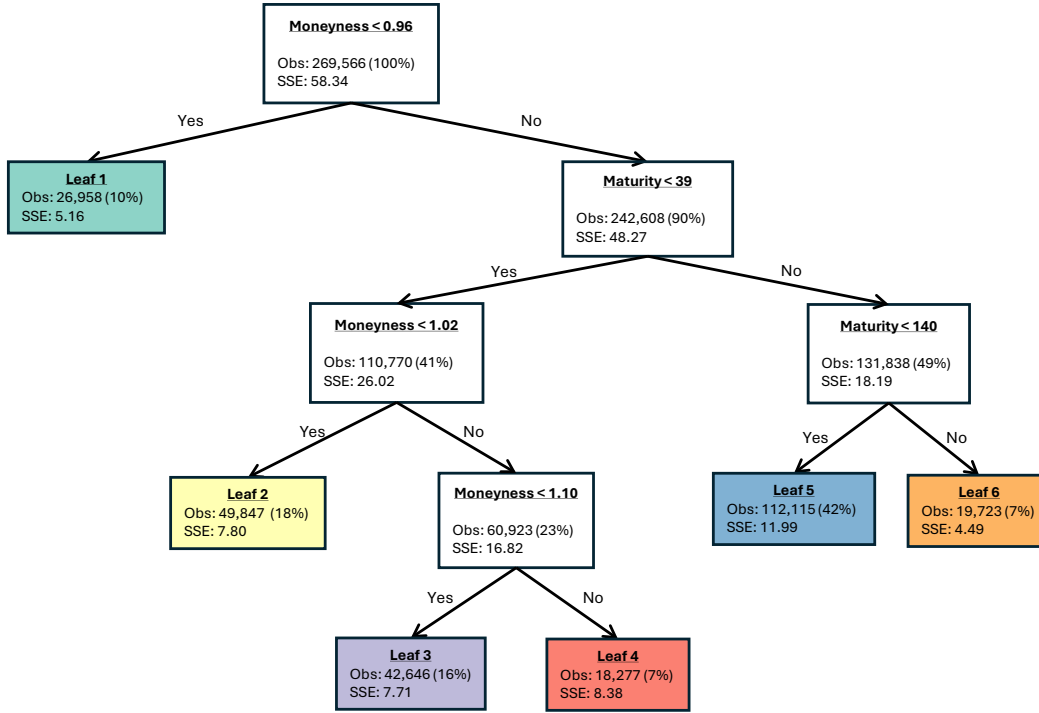 Moneyness < 0.96
Obs: 269,566 (100%)
SSE: 58.34
Yes
No
Leaf 1
Obs: 26,958 (10%)
SSE: 5.16
Maturity < 39
Obs: 242,608 (90%)
SSE: 48.27
Yes
No
Moneyness < 1.02
Obs: 110,770 (41%)
SSE: 26.02
Maturity < 140
Obs: 131,838 (49%)
SSE: 18.19
Yes
No
Yes
No
Leaf 2
Obs: 49,847 (18%)
SSE: 7.80
Moneyness < 1.10
Obs: 60,923 (23%)
SSE: 16.82
Leaf 5
Obs: 112,115 (42%)
SSE: 11.99
Leaf 6
Obs: 19,723 (7%)
SSE: 4.49
Yes
No
Leaf 3
Obs: 42,646 (16%)
SSE: 7.71
Leaf 4
Obs: 18,277 (7%)
SSE: 8.38